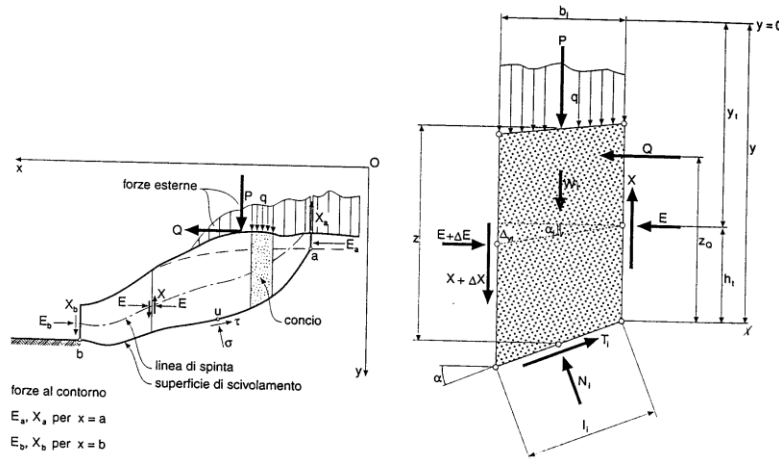 x
O
forze esterne
P
q
Q
X_a
E_a
a
X_b
E_b
b
E
X
E
u
τ
σ
concio
linea di spinta
superficie di scivolamento
y
forze al contorno
E_a, X_a per x = a
E_b, X_b per x = b
b_i
y = 0
P
q
y_t
y
Q
W_i
X
z
E+ΔE
E
z_Q
X + ΔX
h_t
T_i
α
N_i
l_i